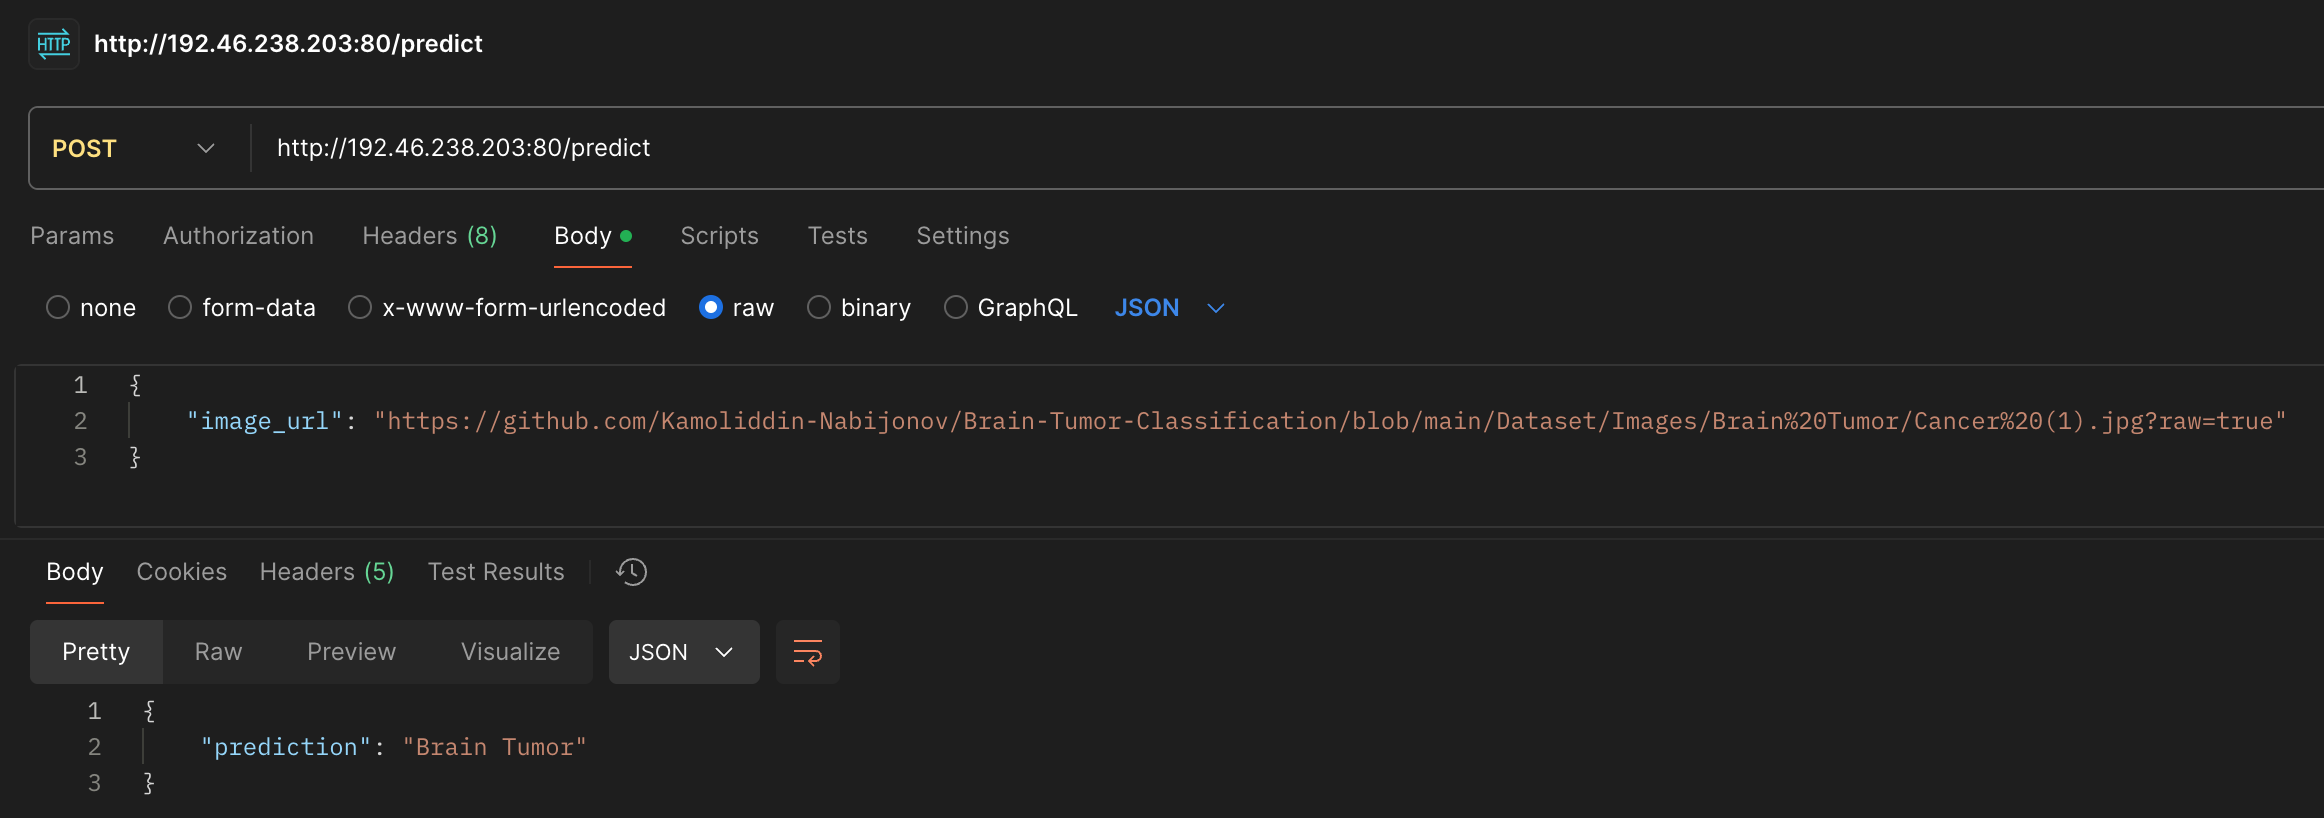 HTTP http://192.46.238.203:80/predict
POST http://192.46.238.203:80/predict
Params Authorization Headers (8) Body Scripts Tests Settings
none form-data x-www-form-urlencoded raw binary GraphQL JSON
1 {
2 "image_url": "https://github.com/Kamoliddin-Nabijonov/Brain-Tumor-Classification/blob/main/Dataset/Images/Brain%20Tumor/Cancer%20(1).jpg?raw=true"
3 }
Body Cookies Headers (5) Test Results
Pretty Raw Preview Visualize JSON
1 {
2 "prediction": "Brain Tumor"
3 }